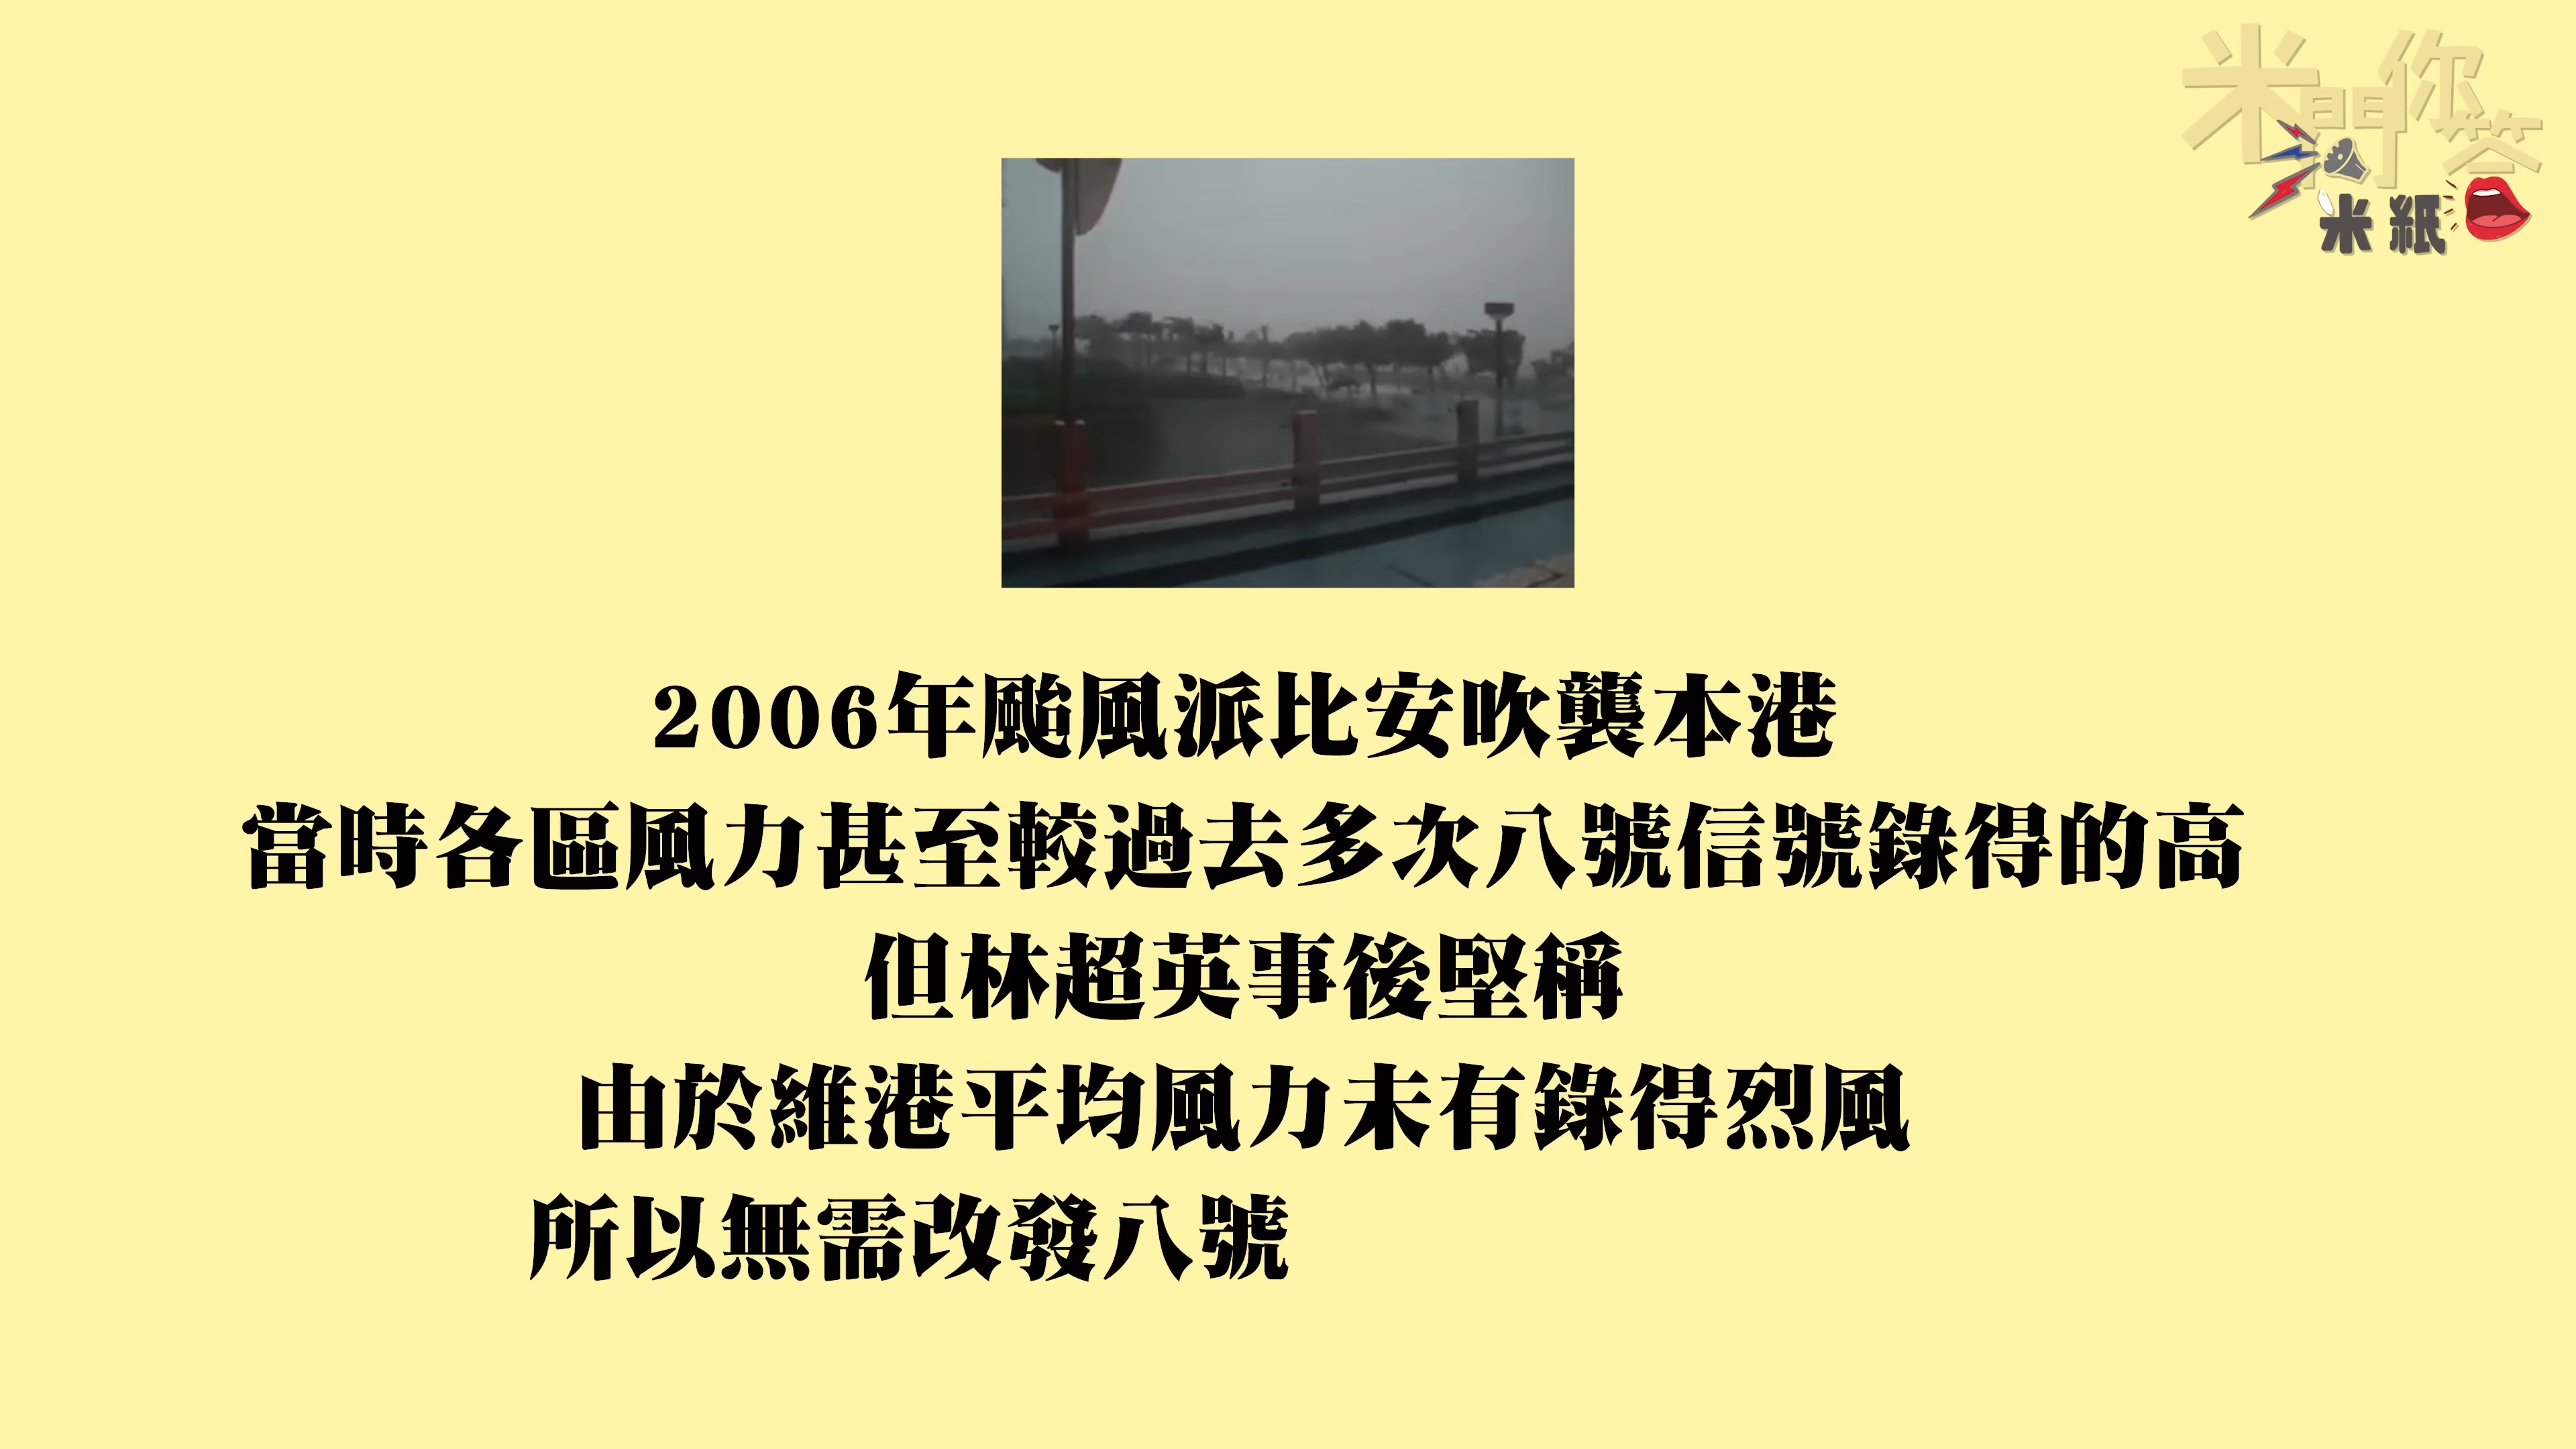 米問你答
米紙
2006年颱風派比安吹襲本港
當時各區風力甚至較過去多次八號信號錄得的高
但林超英事後堅稱
由於維港平均風力未有錄得烈風
所以無需改發八號